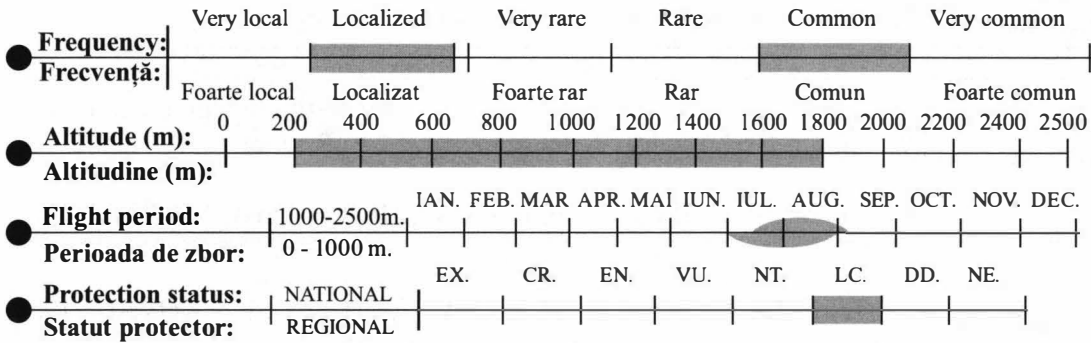 Very local Localized Very rare Rare Common Very common
Frequency:
Frecvență:
Foarte local Localizat Foarte rar Rar Comun Foarte comun
0 200 400 600 800 1000 1200 1400 1600 1800 2000 2200 2400 2500
Altitude (m):
Altitudine (m):
IAN. FEB. MAR APR. MAI IUN. IUL. AUG. SEP. OCT. NOV. DEC.
Flight period: 1000-2500m.
Perioada de zbor: 0 - 1000 m.
EX. CR. EN. VU. NT. LC. DD. NE.
Protection status: NATIONAL
Statut protector: REGIONAL